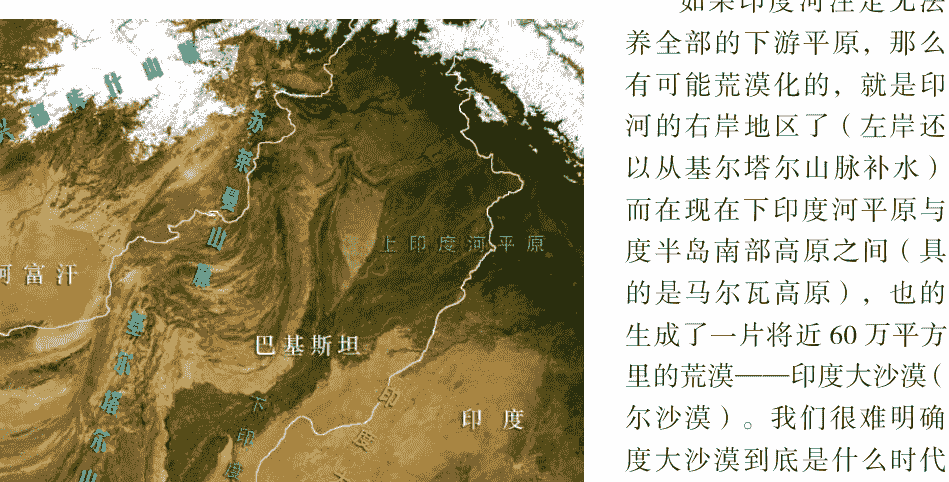 苏莱曼山脉
上印度河平原
阿富汗
基尔塔尔山
巴基斯坦
下印度
印度
印度
如果印度河注定无法
养全部的下游平原，那么
有可能荒漠化的，就是印
河的右岸地区了（左岸还
以从基尔塔尔山脉补水）
而在现在下印度河平原与
度半岛南部高原之间（具
的是马尔瓦高原），也的
生成了一片将近 60 万平方
里的荒漠——印度大沙漠（
尔沙漠）。我们很难明确
度大沙漠到底是什么时代